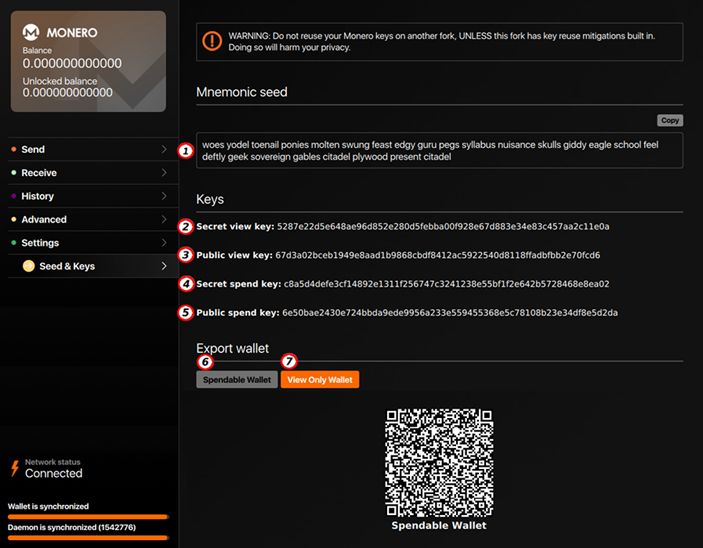 MONERO
Balance
0.000000000000
Unlocked balance
0.000000000000
Send
Receive
History
Advanced
Settings
Seed & Keys
Network status
Connected
Wallet is synchronized
Daemon is synchronized (1542776)
WARNING: Do not reuse your Monero keys on another fork, UNLESS this fork has key reuse mitigations built in.
Doing so will harm your privacy.
Mnemonic seed
Copy
1
woes yodel toenail ponies molten swung feast edgy guru pegs syllabus nuisance skulls giddy eagle school feel
deftly geek sovereign gables citadel plywood present citadel
Keys
2 Secret view key: 5287e22d5e648ae96d852e280d5febba00f928e67d883e34e83c457aa2c11e0a
3 Public view key: 67d3a02bceb1949e8aad1b9868cbdf8412ac5922540d8118ffadbfbb2e70fcd6
4 Secret spend key: c8a5d4defe3cf14892e1311f256747c3241238e55bf1f2e642b5728468e8ea02
5 Public spend key: 6e50bae2430e724bbda9ede9956a233e559455368e5c78108b23e34df8e5d2da
Export wallet
6 7
Spendable Wallet View Only Wallet
Spendable Wallet